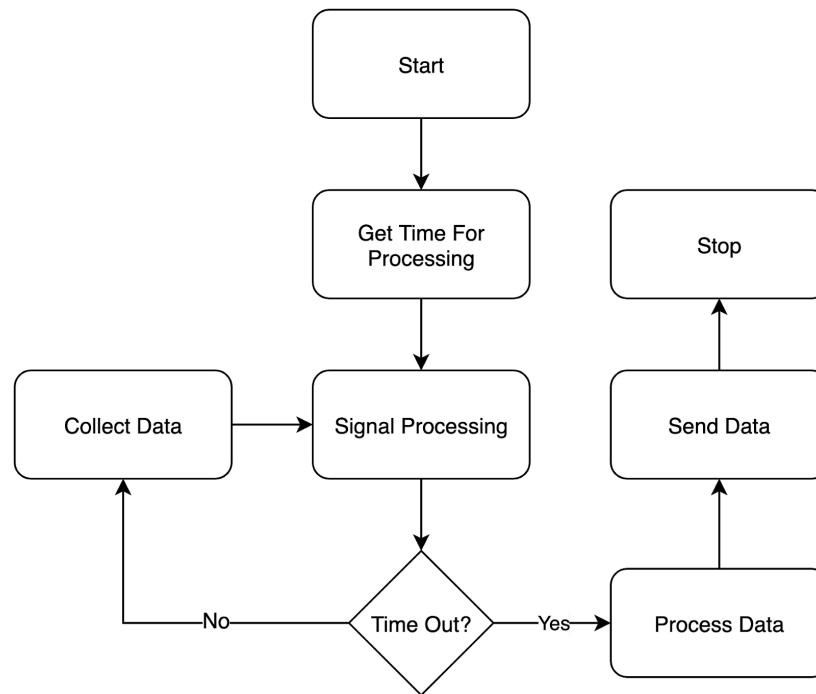 Start
Get Time For
Processing
Stop
Collect Data
Signal Processing
Send Data
No
Time Out?
Yes
Process Data